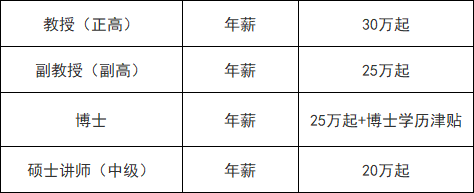 教授（正高） 年薪 30万起
副教授（副高） 年薪 25万起
博士 年薪 25万起+博士学历津贴
硕士讲师（中级） 年薪 20万起